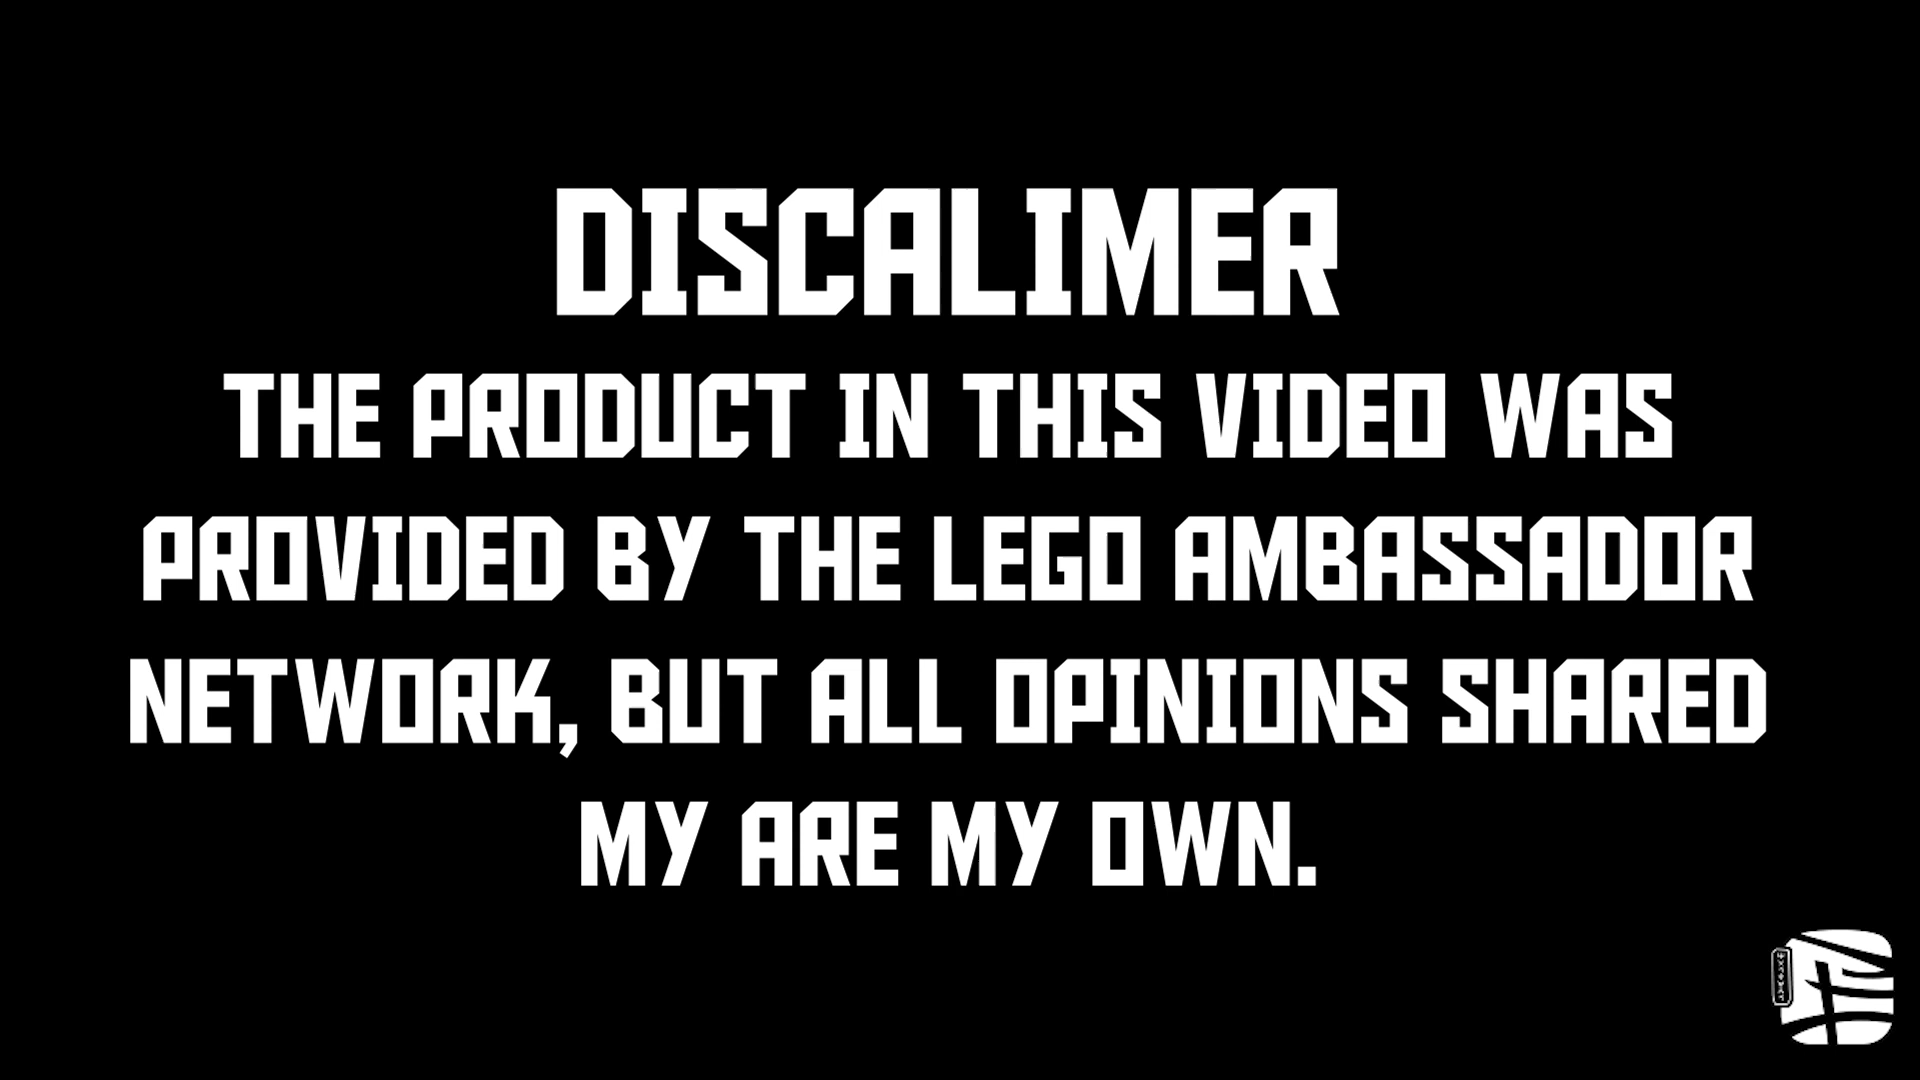 DISCALIMER
THE PRODUCT IN THIS VIDEO WAS
PROVIDED BY THE LEGO AMBASSADOR
NETWORK, BUT ALL OPINIONS SHARED
MY ARE MY OWN.